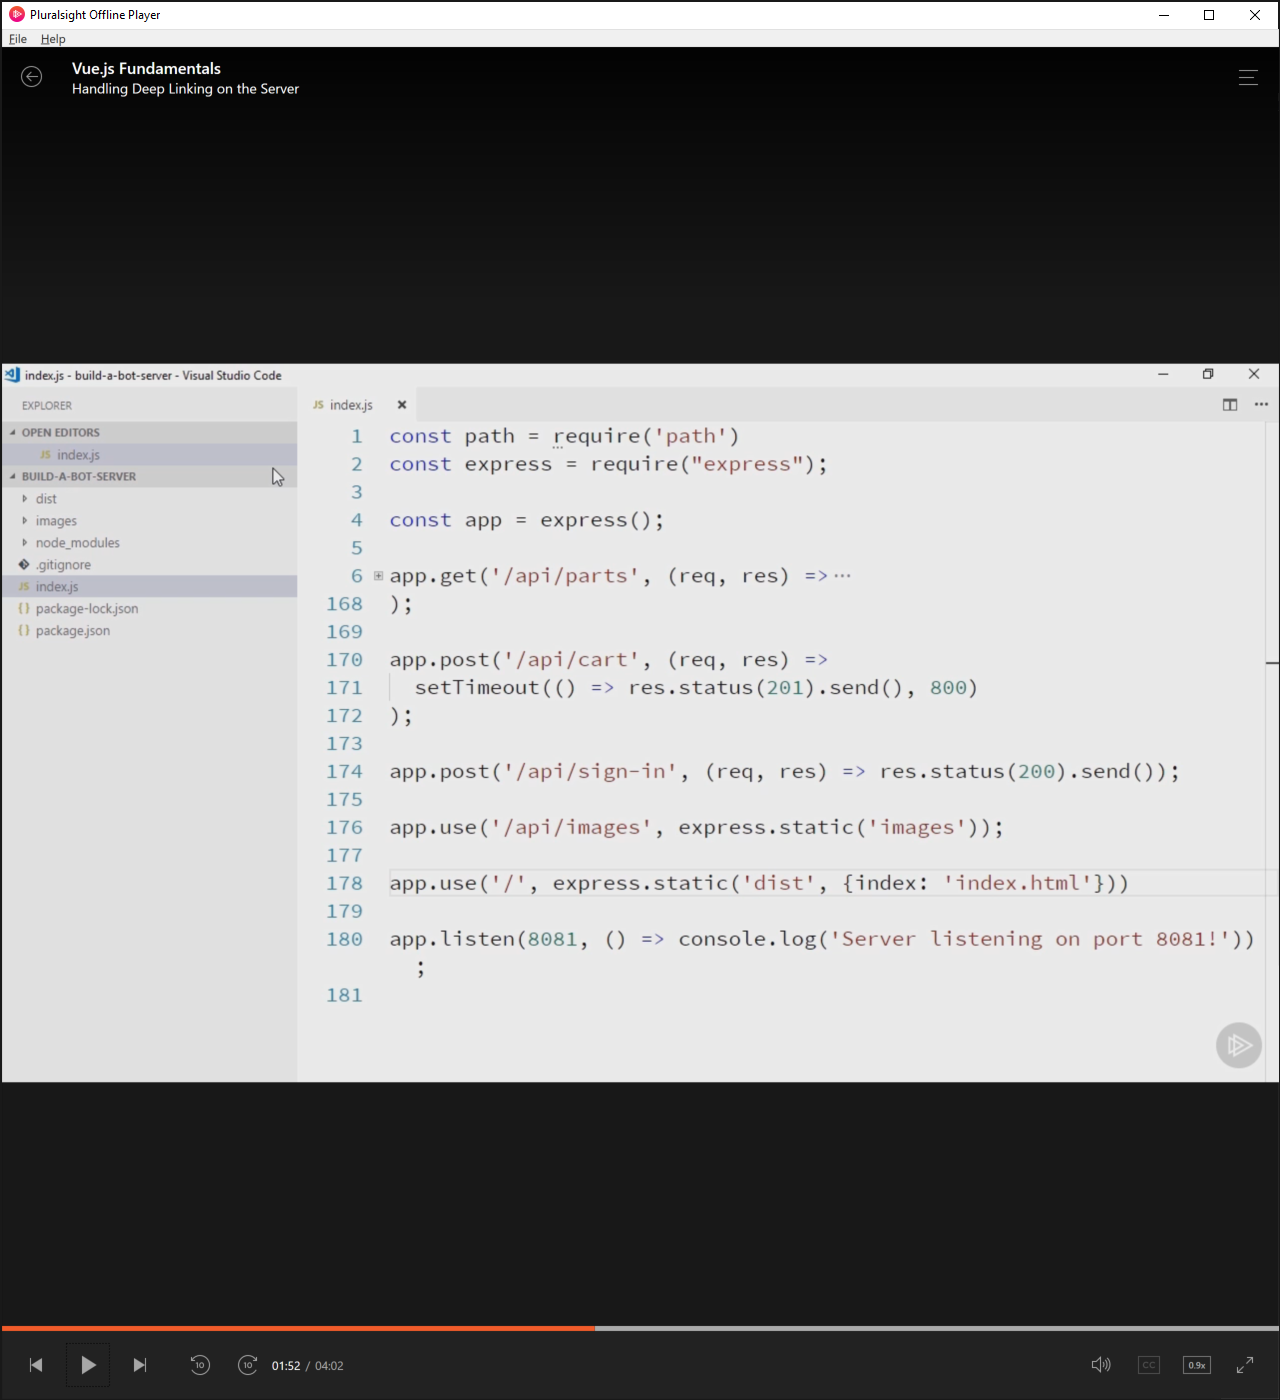 Pluralsight Offline Player
File Help
Vue.js Fundamentals
Handling Deep Linking on the Server
index.js - build-a-bot-server - Visual Studio Code
EXPLORER
OPEN EDITORS
JS index.js
BUILD-A-BOT-SERVER
dist
images
node_modules
.gitignore
JS index.js
{ } package-lock.json
{ } package.json
JS index.js
1 const path = require('path')
2 const express = require("express");
3
4 const app = express();
5
6 app.get('/api/parts', (req, res) => ···
168 );
169
170 app.post('/api/cart', (req, res) =>
171 setTimeout(() => res.status(201).send(), 800)
172 );
173
174 app.post('/api/sign-in', (req, res) => res.status(200).send());
175
176 app.use('/api/images', express.static('images'));
177
178 app.use('/', express.static('dist', {index: 'index.html'}))
179
180 app.listen(8081, () => console.log('Server listening on port 8081!'))
;
181
10 10 01:52 / 04:02 CC 0.9x